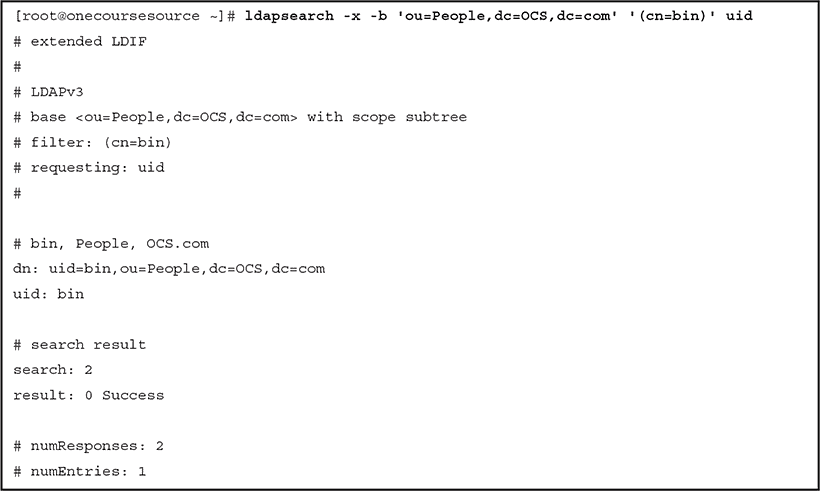 [root@onecoursesource ~]# ldapsearch -x -b 'ou=People,dc=OCS,dc=com' '(cn=bin)' uid
# extended LDIF
#
# LDAPv3
# base <ou=People,dc=OCS,dc=com> with scope subtree
# filter: (cn=bin)
# requesting: uid
#
# bin, People, OCS.com
dn: uid=bin,ou=People,dc=OCS,dc=com
uid: bin
# search result
search: 2
result: 0 Success
# numResponses: 2
# numEntries: 1